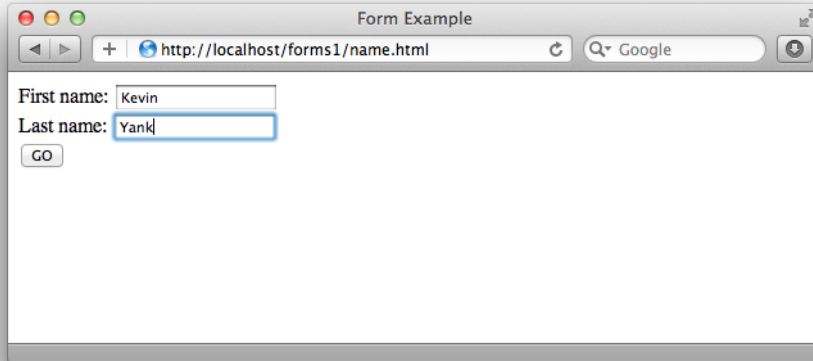 Form Example
http://localhost/forms1/name.html Google
First name: Kevin
Last name: Yank
GO